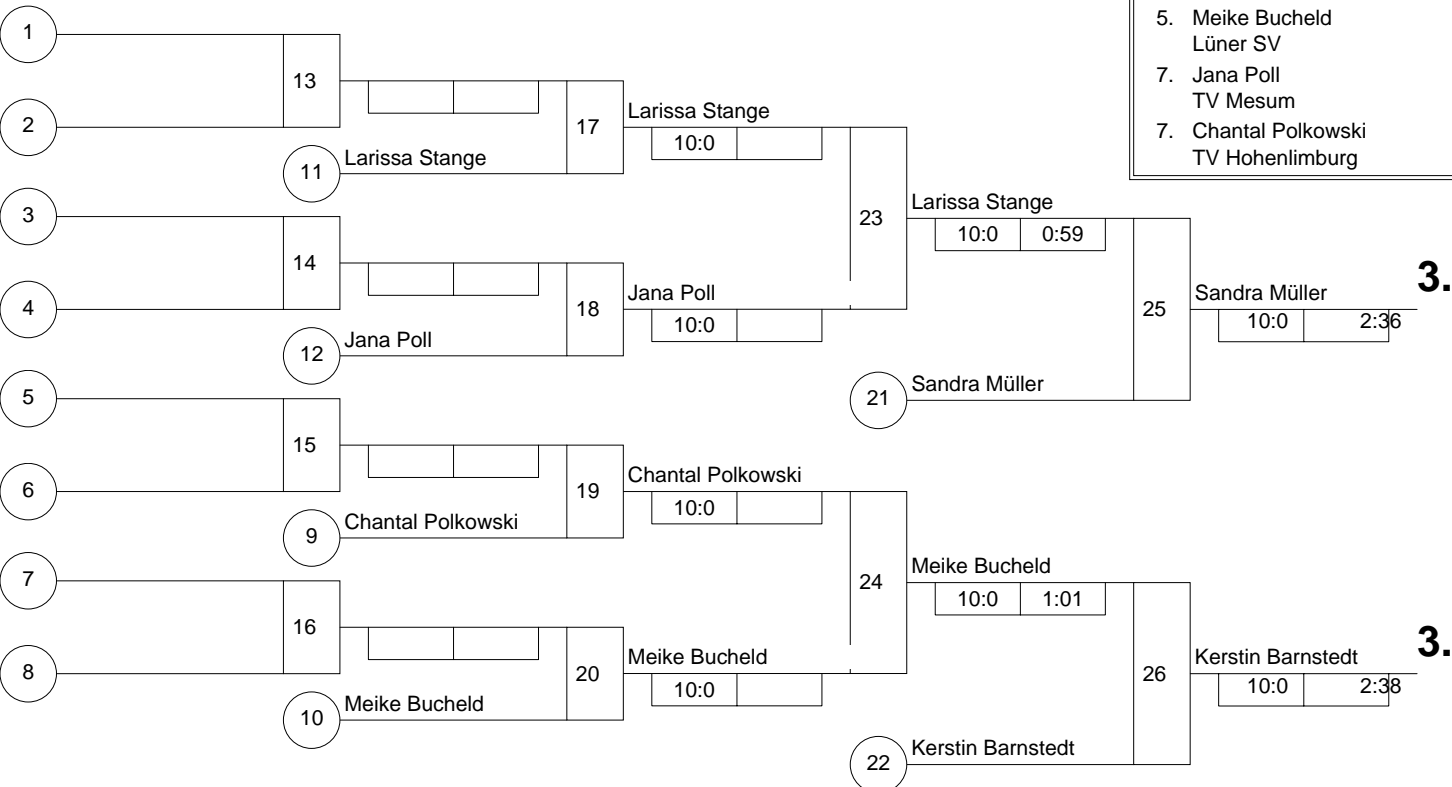 5. Meike Bucheld
Lüner SV
7. Jana Poll
TV Mesum
7. Chantal Polkowski
TV Hohenlimburg
1
13
2
17
Larissa Stange
10:0
11
Larissa Stange
3
23
Larissa Stange
10:0 0:59
14
4
18
Jana Poll
10:0
12
Jana Poll
25
Sandra Müller
3.
10:0 2:36
5
21
Sandra Müller
15
6
19
Chantal Polkowski
10:0
9
Chantal Polkowski
7
24
Meike Bucheld
10:0 1:01
16
8
20
Meike Bucheld
10:0
10
Meike Bucheld
26
Kerstin Barnstedt
3.
10:0 2:38
22
Kerstin Barnstedt